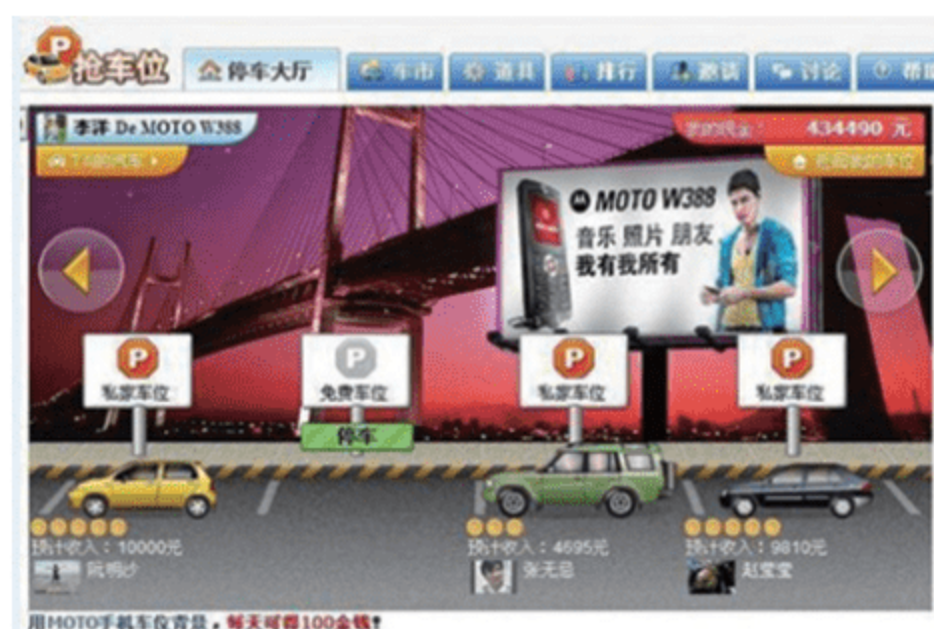 抢车位
停车大厅 车市 道具 排行 邀请 讨论
李洋 De MOTO W388
434490 元
MOTO W388
音乐 照片 朋友
我有我所有
P 私家车位
P 免费车位
P 私家车位
P 私家车位
停车
预计收入：10000元
预计收入：4695元
预计收入：9810元
张无忌
赵宝宝
用MOTO手机车位背景，每天可得100金钱！